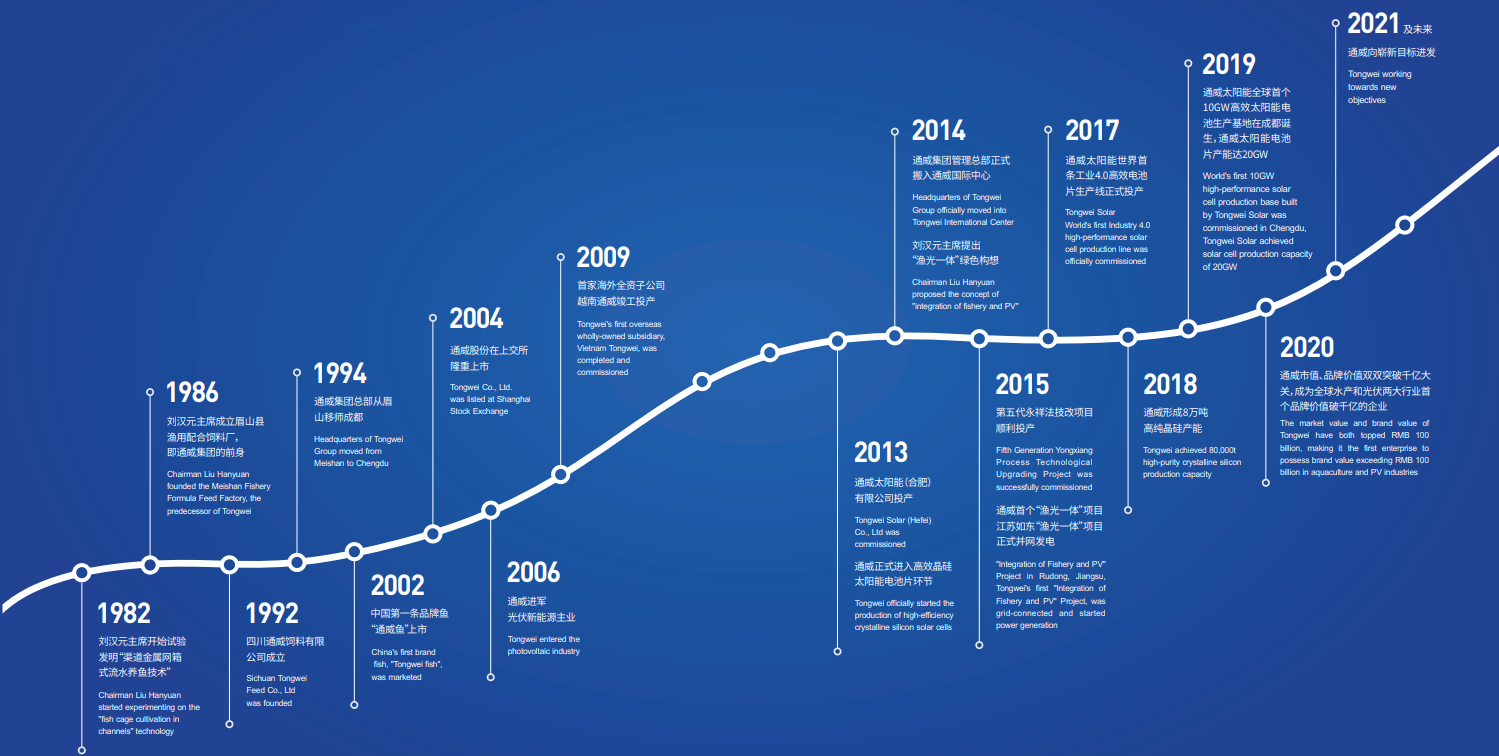 1982
刘汉元主席开始试验
发明“渠道金属网箱
式流水养鱼技术”
Chairman Liu Hanyuan
started experimenting on the
"fish cage cultivation in
channels" technology
1986
刘汉元主席成立眉山县
渔用配合饲料厂，
即通威集团的前身
Chairman Liu Hanyuan
founded the Meishan Fishery
Formula Feed Factory, the
predecessor of Tongwei
1992
四川通威饲料有限
公司成立
Sichuan Tongwei
Feed Co., Ltd
was founded
1994
通威集团总部从眉
山移师成都
Headquarters of Tongwei
Group moved from
Meishan to Chengdu
2002
中国第一条品牌鱼
“通威鱼”上市
China's first brand
fish, "Tongwei fish",
was marketed
2004
通威股份在上交所
隆重上市
Tongwei Co., Ltd.
was listed at Shanghai
Stock Exchange
2006
通威进军
光伏新能源主业
Tongwei entered the
photovoltaic industry
2009
首家海外全资子公司
越南通威竣工投产
Tongwei's first overseas
wholly-owned subsidiary,
Vietnam Tongwei, was
completed and
commissioned
2013
通威太阳能（合肥）
有限公司投产
Tongwei Solar (Hefei)
Co., Ltd was
commissioned
通威正式进入高效晶硅
太阳能电池片环节
Tongwei officially started the
production of high-efficiency
crystalline silicon solar cells
2014
通威集团管理总部正式
搬入通威国际中心
Headquarters of Tongwei
Group officially moved into
Tongwei International Center
刘汉元主席提出
“渔光一体”绿色构想
Chairman Liu Hanyuan
proposed the concept of
"integration of fishery and PV"
2015
第五代永祥法技改项目
顺利投产
Fifth Generation Yongxiang
Process Technological
Upgrading Project was
successfully commissioned
通威首个“渔光一体”项目
江苏如东“渔光一体”项目
正式并网发电
"Integration of Fishery and PV"
Project in Rudong, Jiangsu,
Tongwei's first "Integration of
Fishery and PV" Project, was
grid-connected and started
power generation
2017
通威太阳能世界首
条工业4.0高效电池
片生产线正式投产
Tongwei Solar
World's first Industry 4.0
high-performance solar
cell production line was
officially commissioned
2018
通威形成8万吨
高纯晶硅产能
Tongwei achieved 80,000t
high-purity crystalline silicon
production capacity
2019
通威太阳能全球首个
10GW高效太阳能电
池生产基地在成都诞
生，通威太阳能电池
片产能达20GW
World's first 10GW
high-performance solar
cell production base built
by Tongwei Solar was
commissioned in Chengdu,
Tongwei Solar achieved
solar cell production capacity
of 20GW
2020
通威市值、品牌价值双双突破千亿大
关，成为全球水产和光伏两大行业首
个品牌价值破千亿的企业
The market value and brand value of
Tongwei have both topped RMB 100
billion, making it the first enterprise to
possess brand value exceeding RMB 100
billion in aquaculture and PV industries
2021 及未来
通威向崭新目标进发
Tongwei working
towards new
objectives